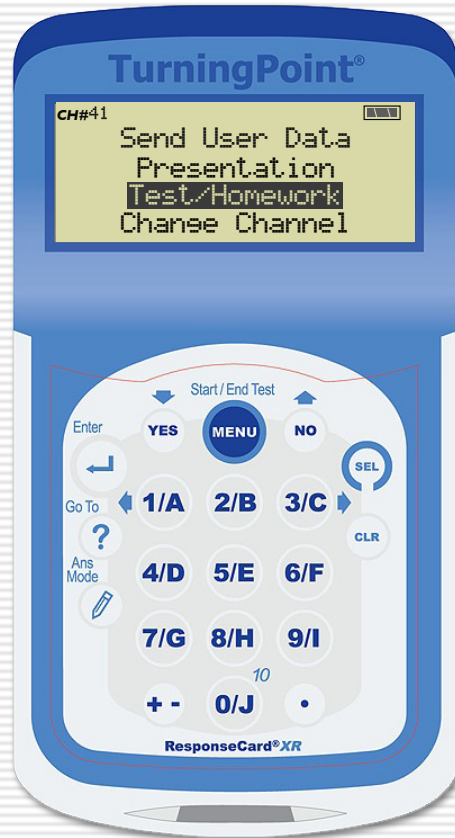 TurningPoint®
CH#41
Send User Data
Presentation
Test/Homework
Change Channel
Start / End Test
Enter
YES MENU NO
SEL
Go To
1/A 2/B 3/C
?
CLR
Ans
Mode
4/D 5/E 6/F
7/G 8/H 9/I
10
+ - 0/J •
ResponseCard®XR